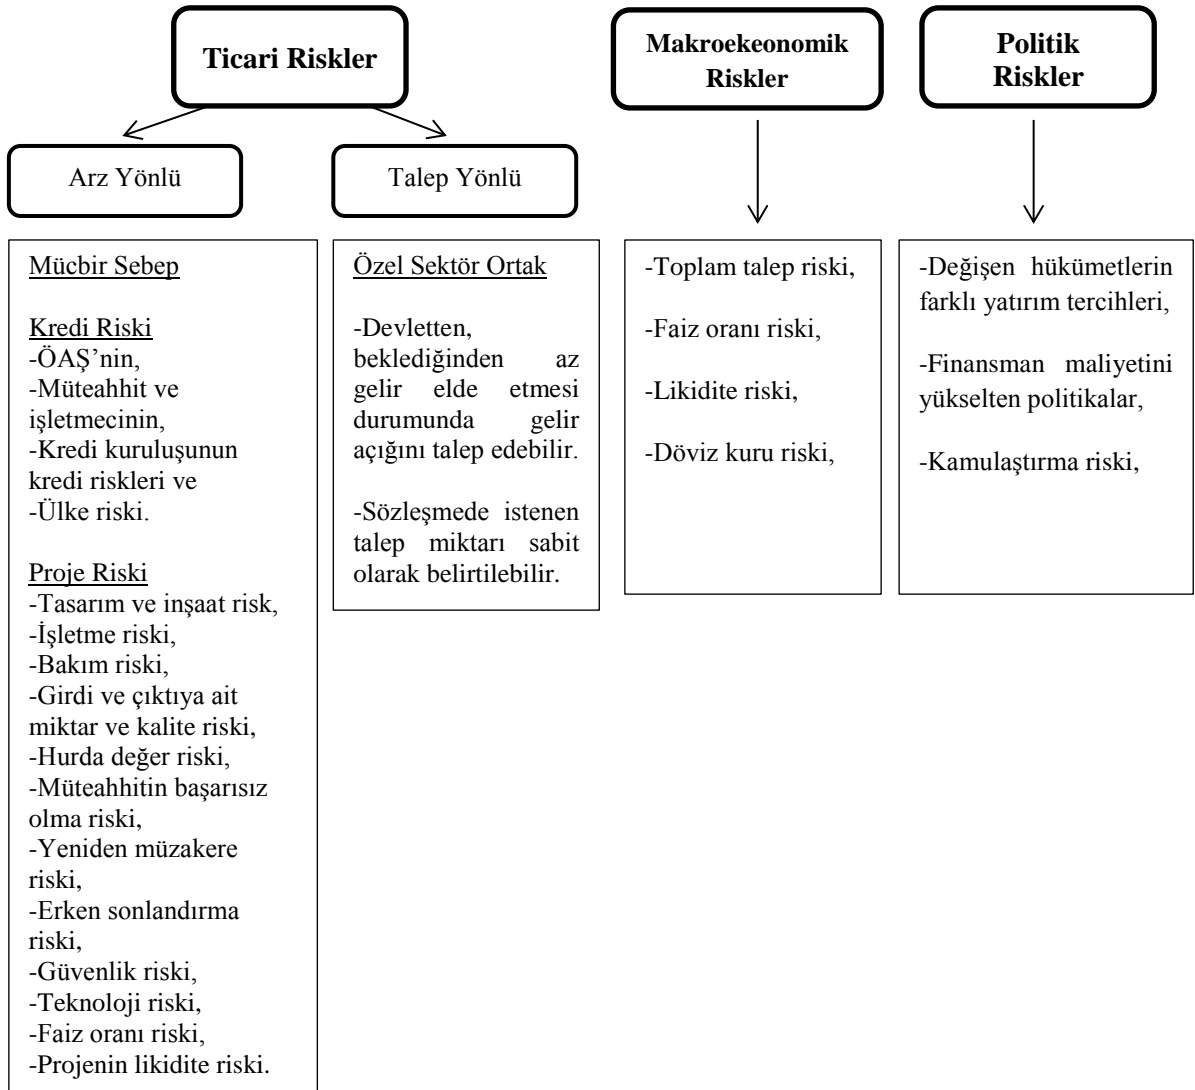 Ticari Riskler
Makroekeonomik
Riskler
Politik
Riskler
Arz Yönlü
Talep Yönlü
Mücbir Sebep
Kredi Riski
-ÖAŞ’nin,
-Müteahhit ve
işletmecinin,
-Kredi kuruluşunun
kredi riskleri ve
-Ülke riski.
Proje Riski
-Tasarım ve inşaat risk,
-İşletme riski,
-Bakım riski,
-Girdi ve çıktıya ait
miktar ve kalite riski,
-Hurda değer riski,
-Müteahhitin başarısız
olma riski,
-Yeniden müzakere
riski,
-Erken sonlandırma
riski,
-Güvenlik riski,
-Teknoloji riski,
-Faiz oranı riski,
-Projenin likidite riski.
Özel Sektör Ortak
-Devletten,
beklediğinden az
gelir elde etmesi
durumunda gelir
açığını talep edebilir.
-Sözleşmede istenen
talep miktarı sabit
olarak belirtilebilir.
-Toplam talep riski,
-Faiz oranı riski,
-Likidite riski,
-Döviz kuru riski,
-Değişen hükümetlerin
farklı yatırım tercihleri,
-Finansman maliyetini
yükselten politikalar,
-Kamulaştırma riski,